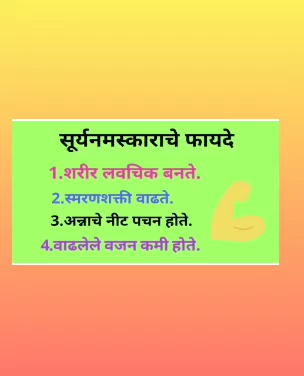 सूर्यनमस्काराचे फायदे
1.शरीर लवचिक बनते.
2.स्मरणशक्ती वाढते.
3.अन्नाचे नीट पचन होते.
4.वाढलेले वजन कमी होते.